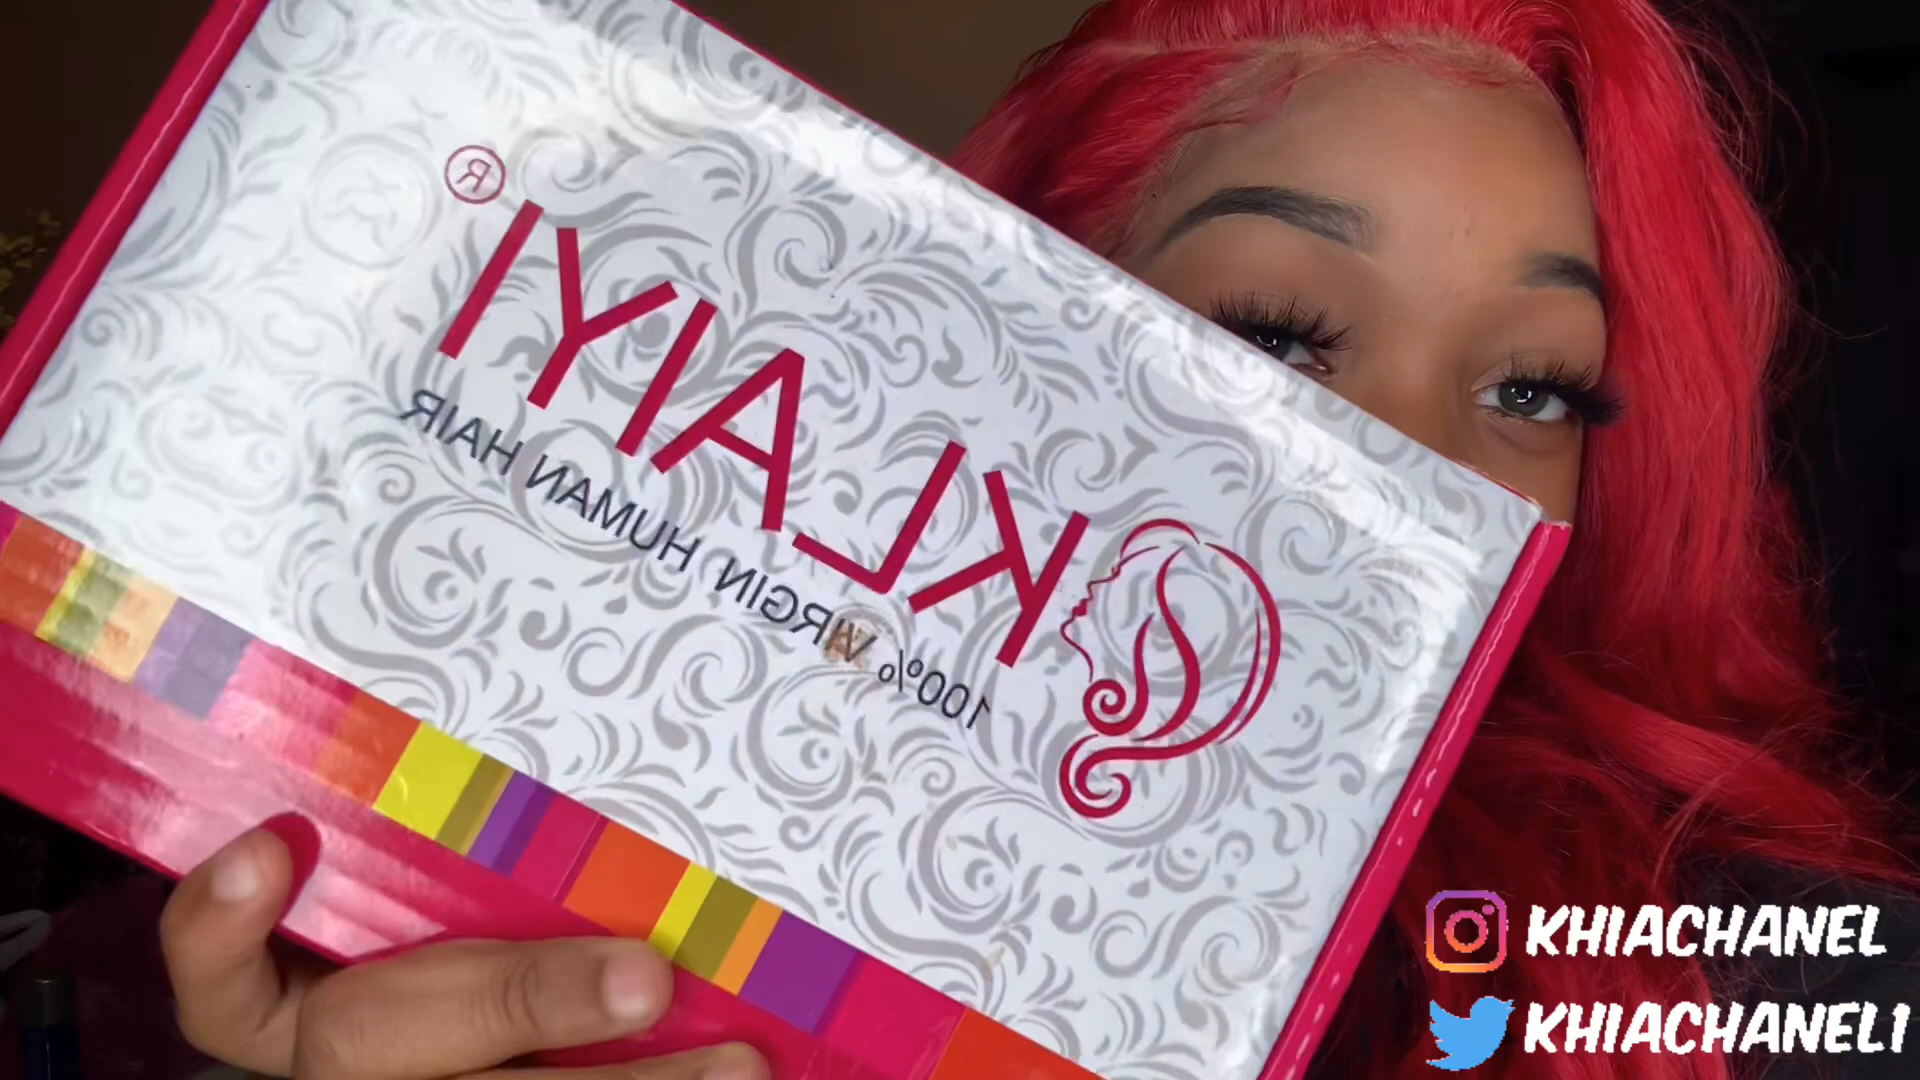 KLAIYI®
100% VIRGIN HUMAN HAIR
KHIACHANEL
KHIACHANEL1